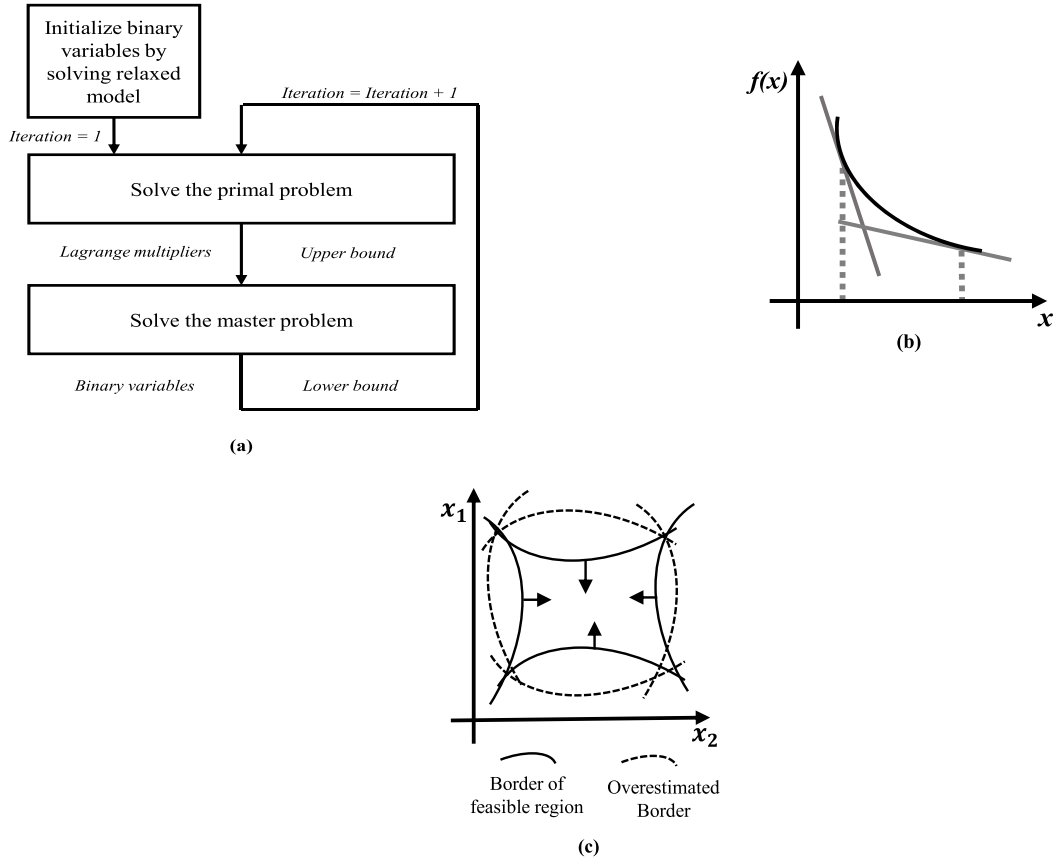 Initialize binary
variables by
solving relaxed
model
Iteration = 1
Iteration = Iteration + 1
Solve the primal problem
Lagrange multipliers
Upper bound
Solve the master problem
Binary variables
Lower bound
(a)
f(x)
x
(b)
x₁
x₂
Border of
feasible region
Overestimated
Border
(c)